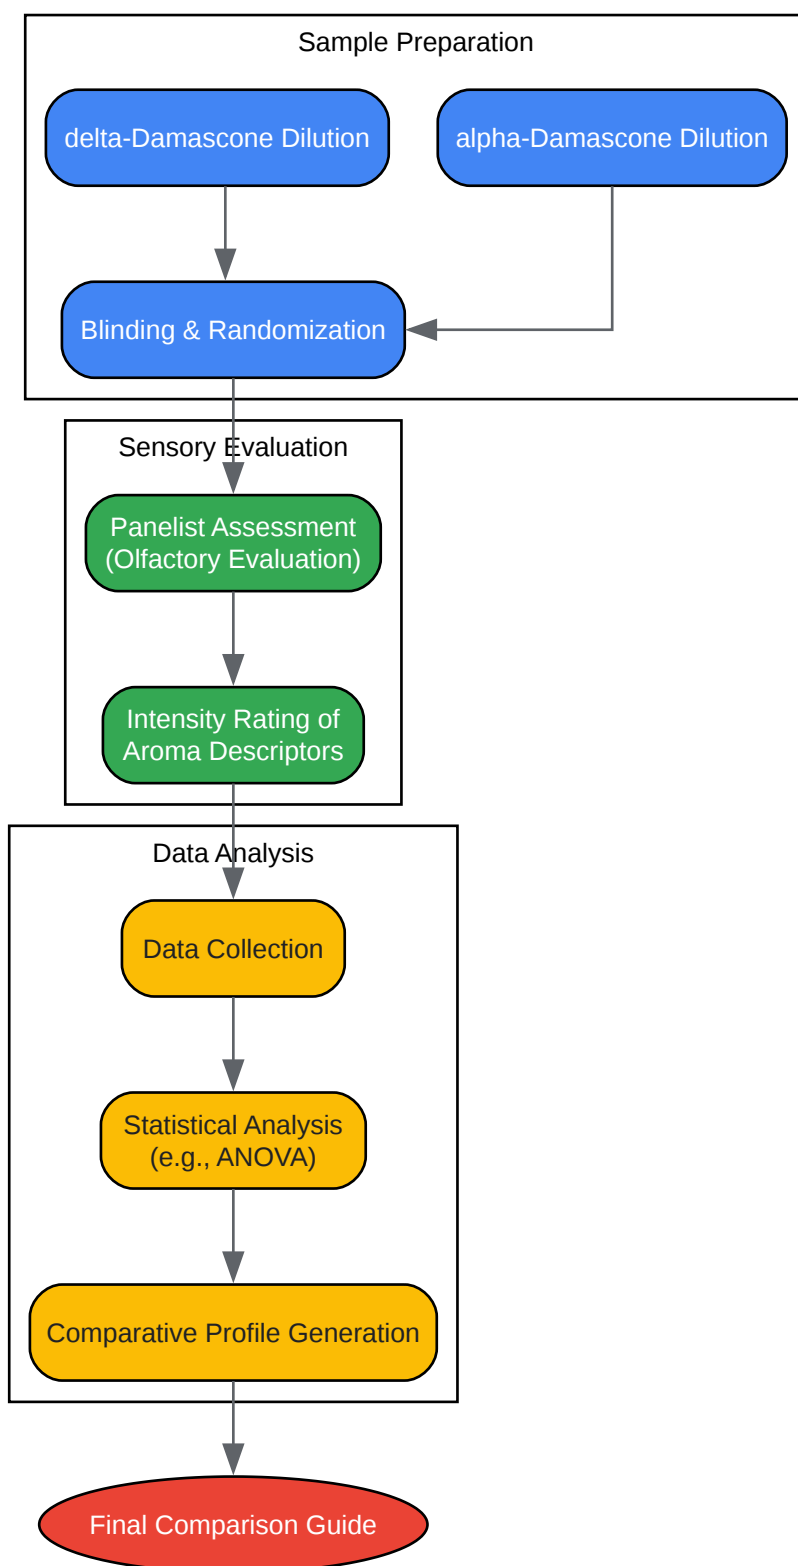 Sample Preparation
delta-Damascone Dilution
alpha-Damascone Dilution
Blinding & Randomization
Sensory Evaluation
Panelist Assessment
(Olfactory Evaluation)
Intensity Rating of
Aroma Descriptors
Data Analysis
Data Collection
Statistical Analysis
(e.g., ANOVA)
Comparative Profile Generation
Final Comparison Guide